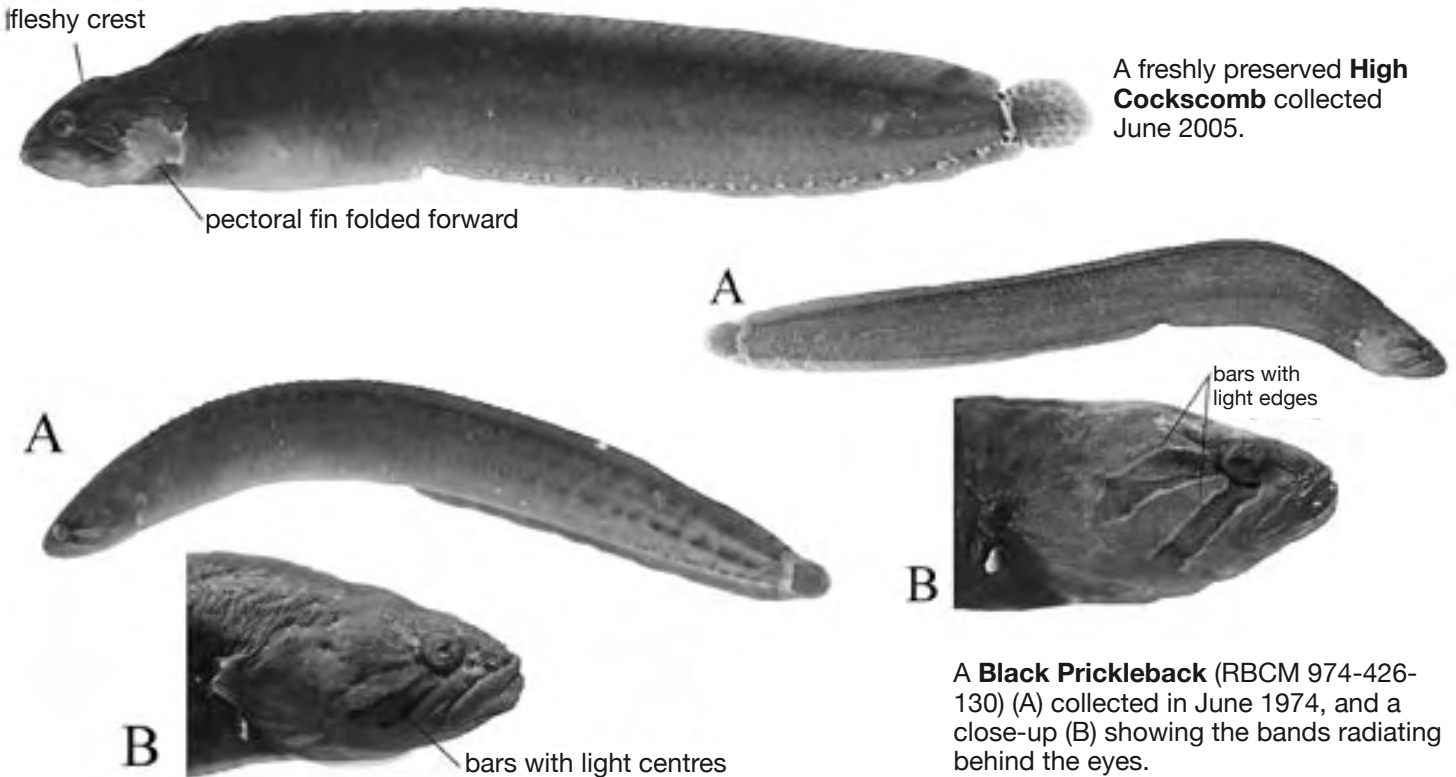 fleshy crest
A freshly preserved High
Cockscomb collected
June 2005.
pectoral fin folded forward
A
bars with
light edges
A
B
B
bars with light centres
A Black Prickleback (RBCM 974-426-
130) (A) collected in June 1974, and a
close-up (B) showing the bands radiating
behind the eyes.